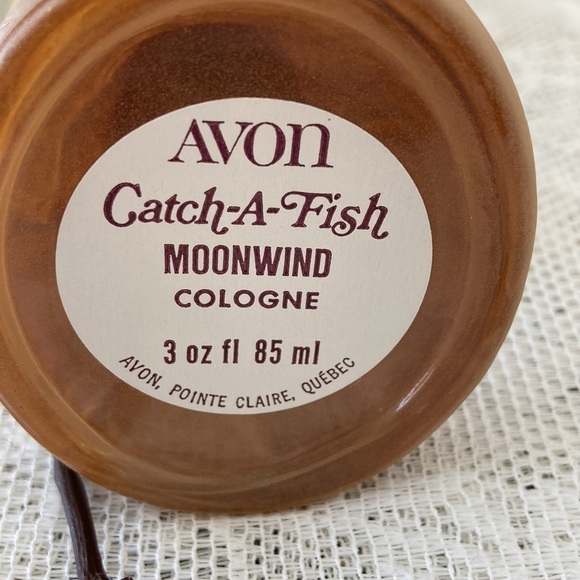 AVON
Catch-A-Fish
MOONWIND
COLOGNE
3 oz fl 85 ml
AVON, POINTE CLAIRE, QUÉBEC